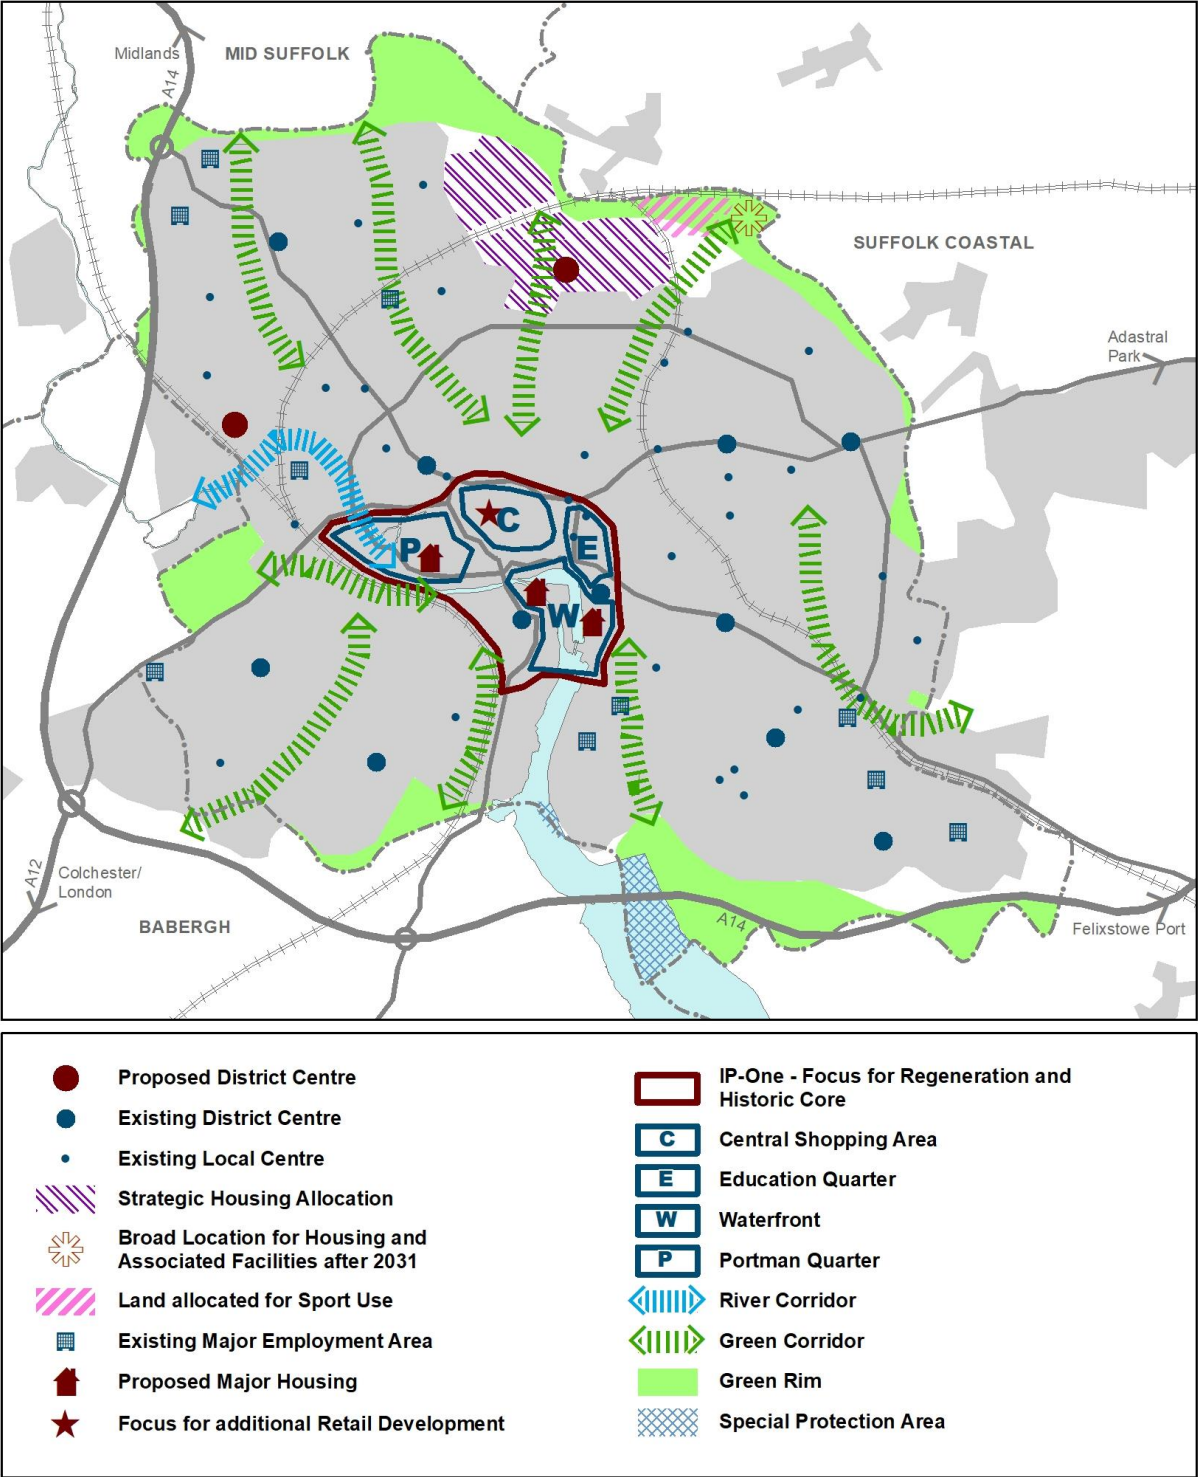 Midlands
MID SUFFOLK
A14
SUFFOLK COASTAL
Adastral
Park
C
P
E
W
A12
Colchester/
London
BABERGH
A14
Felixstowe Port
Proposed District Centre
Existing District Centre
Existing Local Centre
Strategic Housing Allocation
Broad Location for Housing and
Associated Facilities after 2031
Land allocated for Sport Use
Existing Major Employment Area
Proposed Major Housing
Focus for additional Retail Development
IP-One - Focus for Regeneration and
Historic Core
C Central Shopping Area
E Education Quarter
W Waterfront
P Portman Quarter
River Corridor
Green Corridor
Green Rim
Special Protection Area